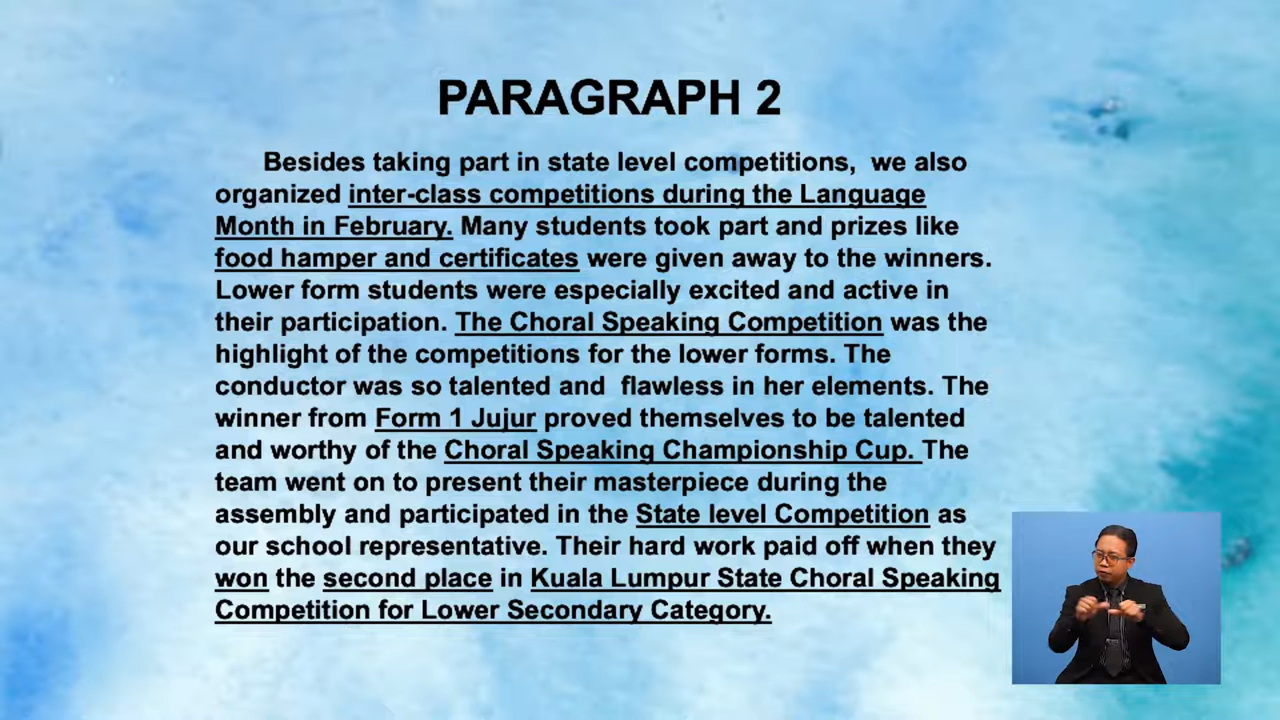 PARAGRAPH 2
Besides taking part in state level competitions, we also
organized inter-class competitions during the Language
Month in February. Many students took part and prizes like
food hamper and certificates were given away to the winners.
Lower form students were especially excited and active in
their participation. The Choral Speaking Competition was the
highlight of the competitions for the lower forms. The
conductor was so talented and flawless in her elements. The
winner from Form 1 Jujur proved themselves to be talented
and worthy of the Choral Speaking Championship Cup. The
team went on to present their masterpiece during the
assembly and participated in the State level Competition as
our school representative. Their hard work paid off when they
won the second place in Kuala Lumpur State Choral Speaking
Competition for Lower Secondary Category.